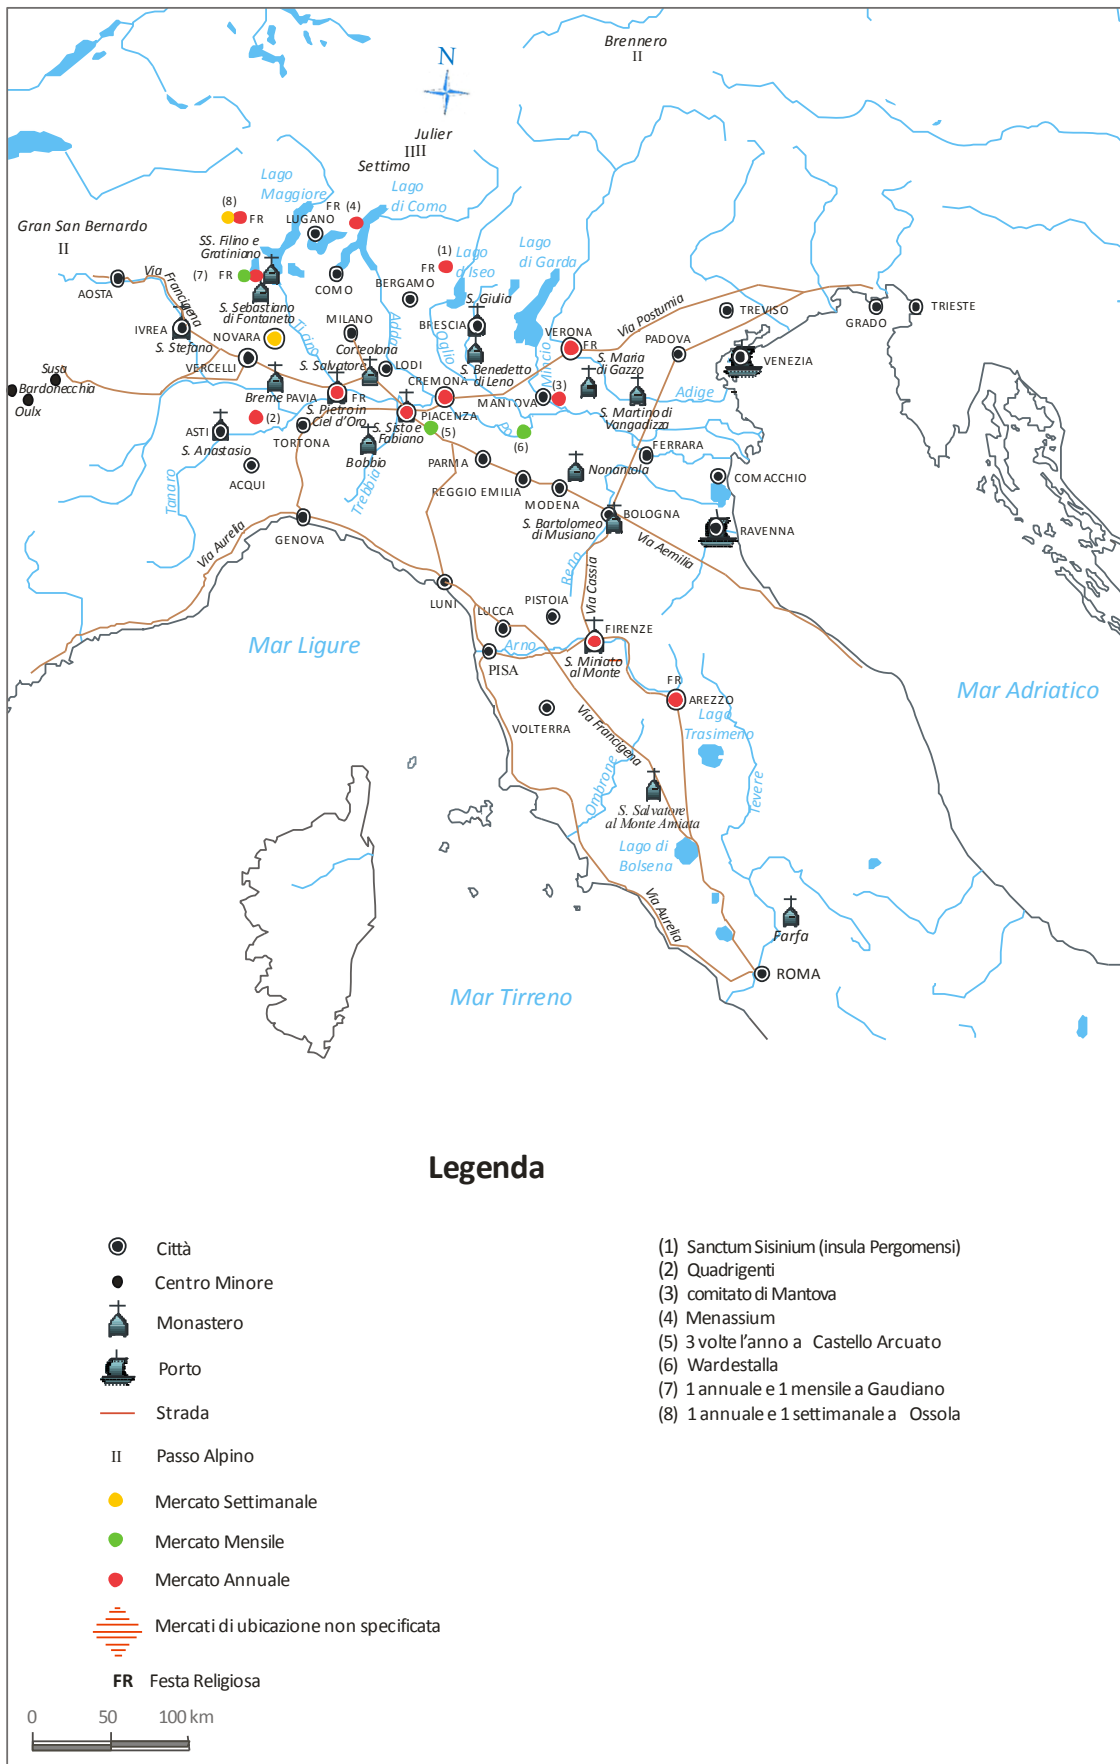 Brennero
II
N
Julier
IIII
Settimo
Lago
Maggiore
Lago
di Como
(8)
FR
FR (4)
LUGANO
Gran San Bernardo
II
SS. Filino e
Gratiniano
(7) FR
(1)
FR
Lago
d'Iseo
Lago
di Garda
Via Francigena
AOSTA
COMO
BERGAMO
S. Giulia
S. Sebastiano
di Fontaneto
Ticino
Adda
Oglio
Mincio
IVREA
S. Stefano
NOVARA
MILANO
BRESCIA
VERONA
FR
Via Postumia
TREVISO
GRADO
TRIESTE
PADOVA
VENEZIA
VERCELLI
Corteolona
S. Salvatore
LODI
S. Benedetto
di Leno
S. Maria
di Gazzo
Susa
Bardonecchia
Oulx
Breme
PAVIA
FR
CREMONA
MANTOVA
(3)
Adige
S. Pietro in
Ciel d'Oro
S. Sisto e
Fabiano
PIACENZA
S. Martino di
Vangadizza
(2)
(5)
Po
(6)
ASTI
S. Anastasio
TORTONA
Bobbio
FERRARA
ACQUI
PARMA
Nonantola
COMACCHIO
Tanaro
Trebbia
REGGIO EMILIA
MODENA
BOLOGNA
S. Bartolomeo
di Musiano
RAVENNA
Via Aurelia
GENOVA
Via Aemilia
Reno
Via Cassia
LUNI
LUCCA
PISTOIA
FIRENZE
Mar Ligure
Arno
PISA
S. Miniato
al Monte
FR
AREZZO
Mar Adriatico
VOLTERRA
Via Francigena
Lago
Trasimeno
Ombrone
Tevere
S. Salvatore
al Monte Amiata
Lago di
Bolsena
Via Aurelia
Farfa
ROMA
Mar Tirreno
Legenda
Città
Centro Minore
Monastero
Porto
Strada
II Passo Alpino
Mercato Settimanale
Mercato Mensile
Mercato Annuale
Mercati di ubicazione non specificata
FR Festa Religiosa
(1) Sanctum Sisinium (insula Pergomensi)
(2) Quadrigenti
(3) comitato di Mantova
(4) Menassium
(5) 3 volte l'anno a Castello Arcuato
(6) Wardestalla
(7) 1 annuale e 1 mensile a Gaudiano
(8) 1 annuale e 1 settimanale a Ossola
0 50 100 km